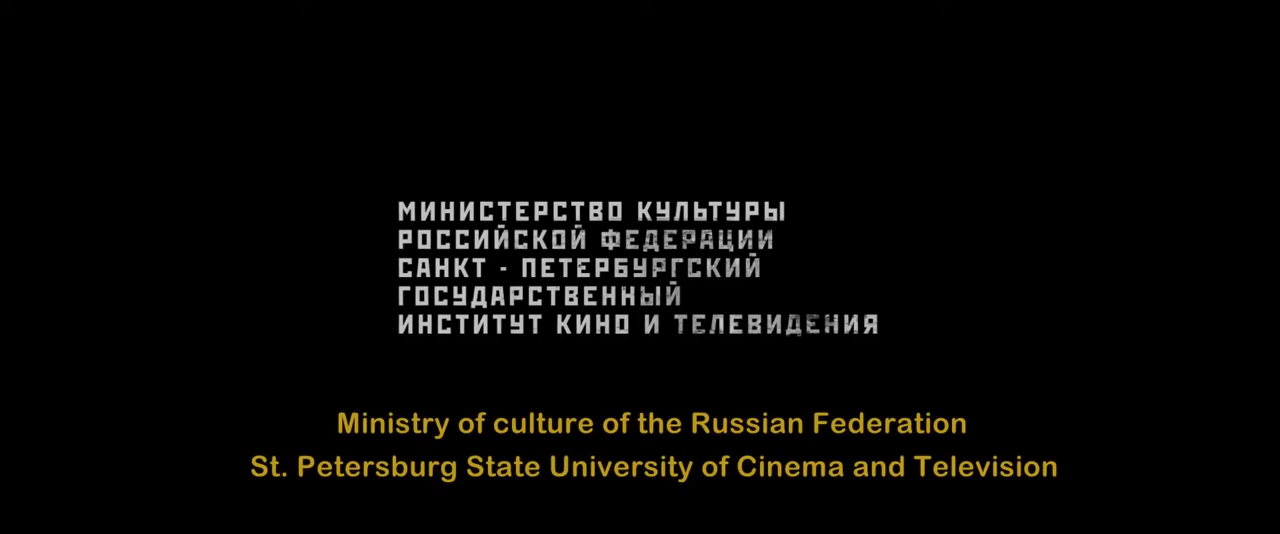 МИНИСТЕРСТВО КУЛЬТУРЫ
РОССИЙСКОЙ ФЕДЕРАЦИИ
САНКТ - ПЕТЕРБУРГСКИЙ
ГОСУДАРСТВЕННЫЙ
ИНСТИТУТ КИНО И ТЕЛЕВИДЕНИЯ
Ministry of culture of the Russian Federation
St. Petersburg State University of Cinema and Television